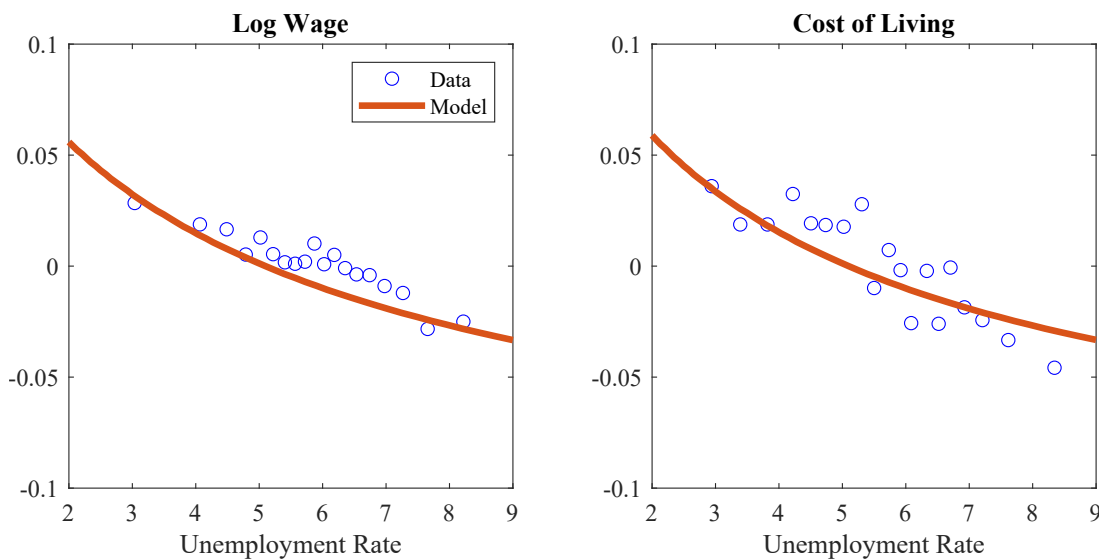 Log Wage
0.1
0.05
0
-0.05
-0.1
2 3 4 5 6 7 8 9
Unemployment Rate
Data
Model
Cost of Living
0.1
0.05
0
-0.05
-0.1
2 3 4 5 6 7 8 9
Unemployment Rate